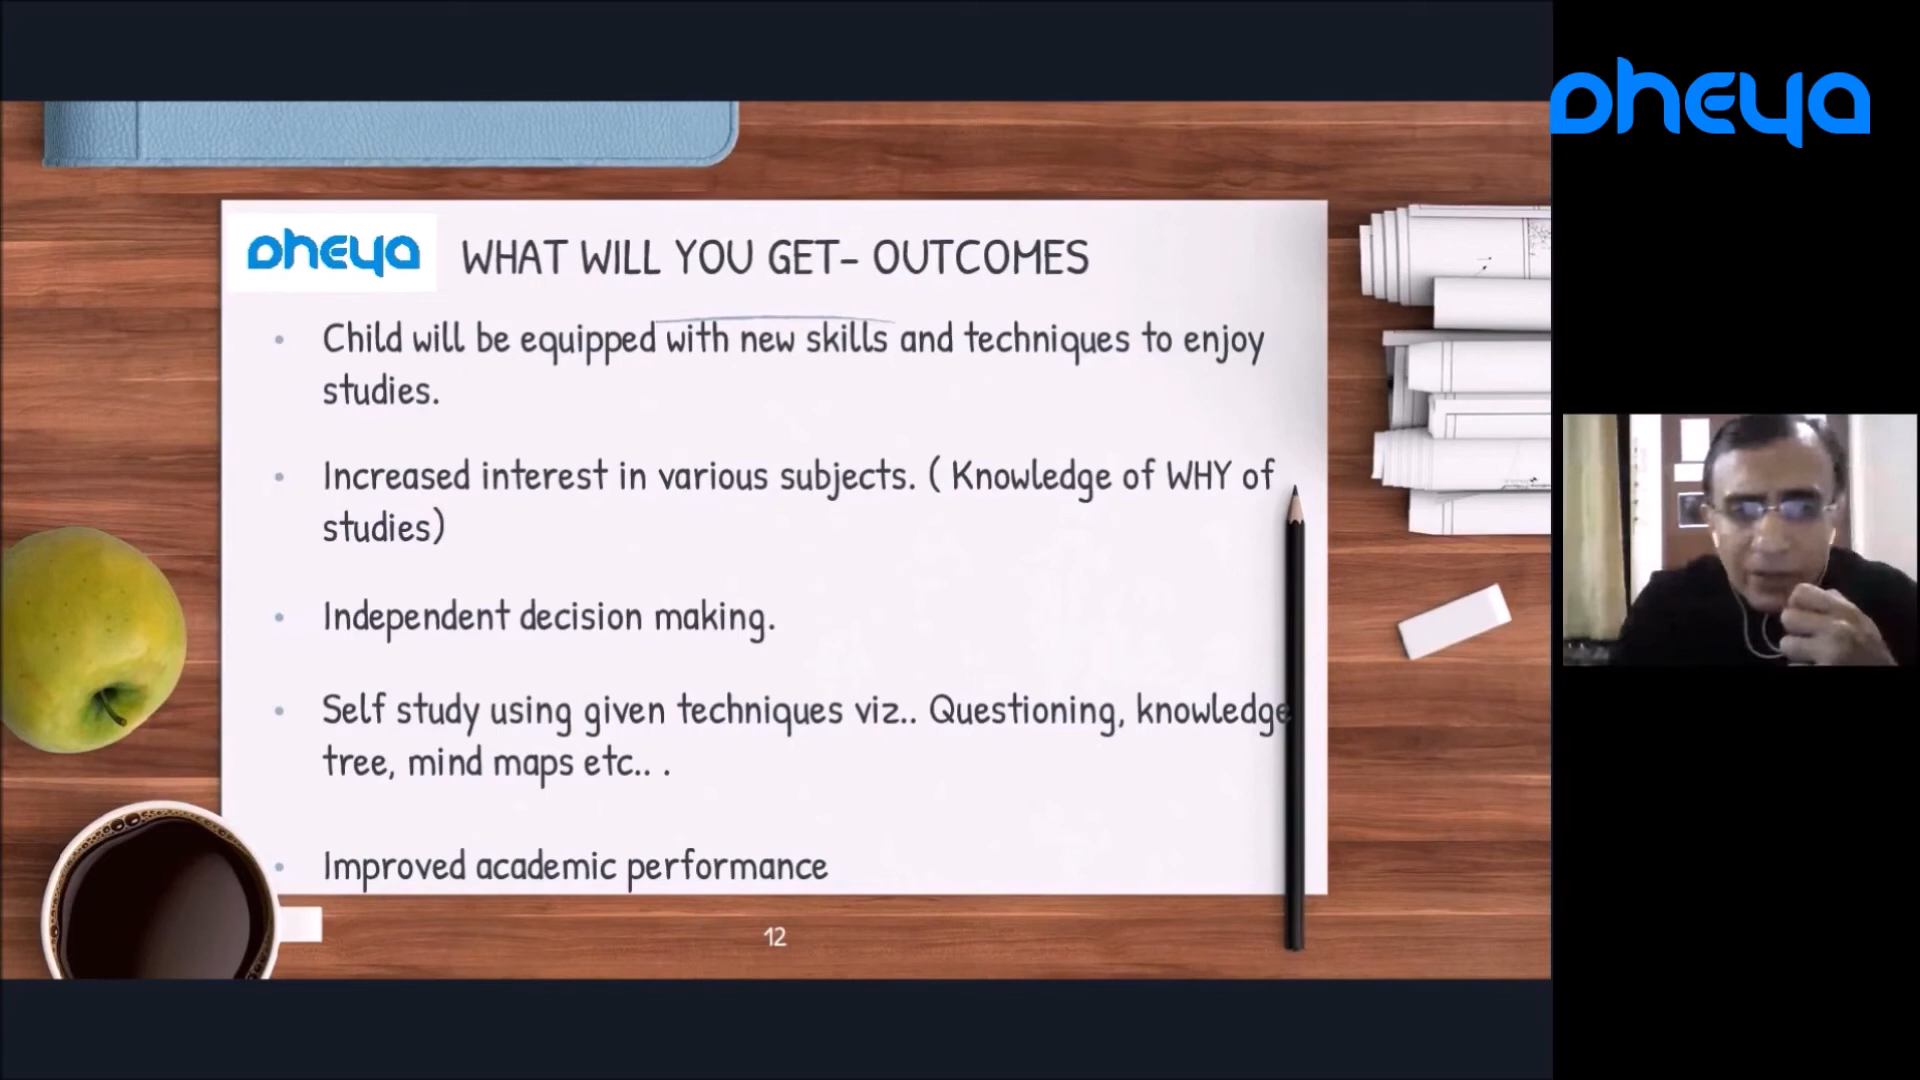 Dheya
Dheya WHAT WILL YOU GET- OUTCOMES
Child will be equipped with new skills and techniques to enjoy
studies.
Increased interest in various subjects. ( Knowledge of WHY of
studies)
Independent decision making.
Self study using given techniques viz.. Questioning, knowledge
tree, mind maps etc.. .
Improved academic performance
12